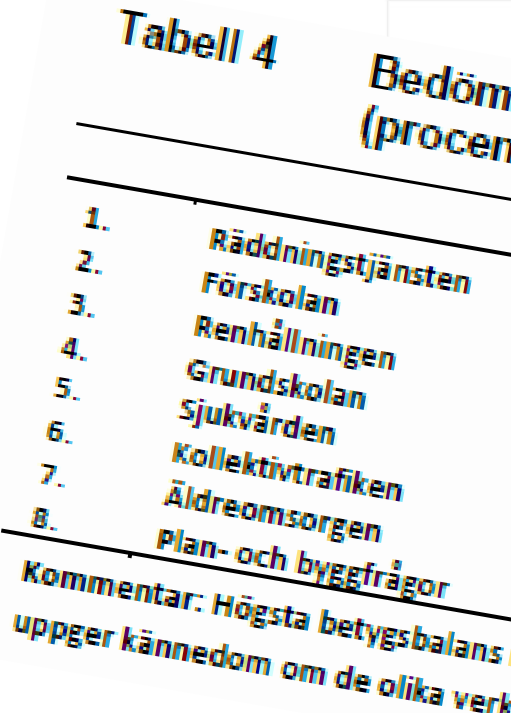 Tabell 4 Bedöm
(procen
1. Räddningstjänsten
2. Förskolan
3. Renhållningen
4. Grundskolan
5. Sjukvården
6. Kollektivtrafiken
7. Äldreomsorgen
8. Plan- och byggfrågor
Kommentar: Högsta betygsbalans
uppger kännedom om de olika verk